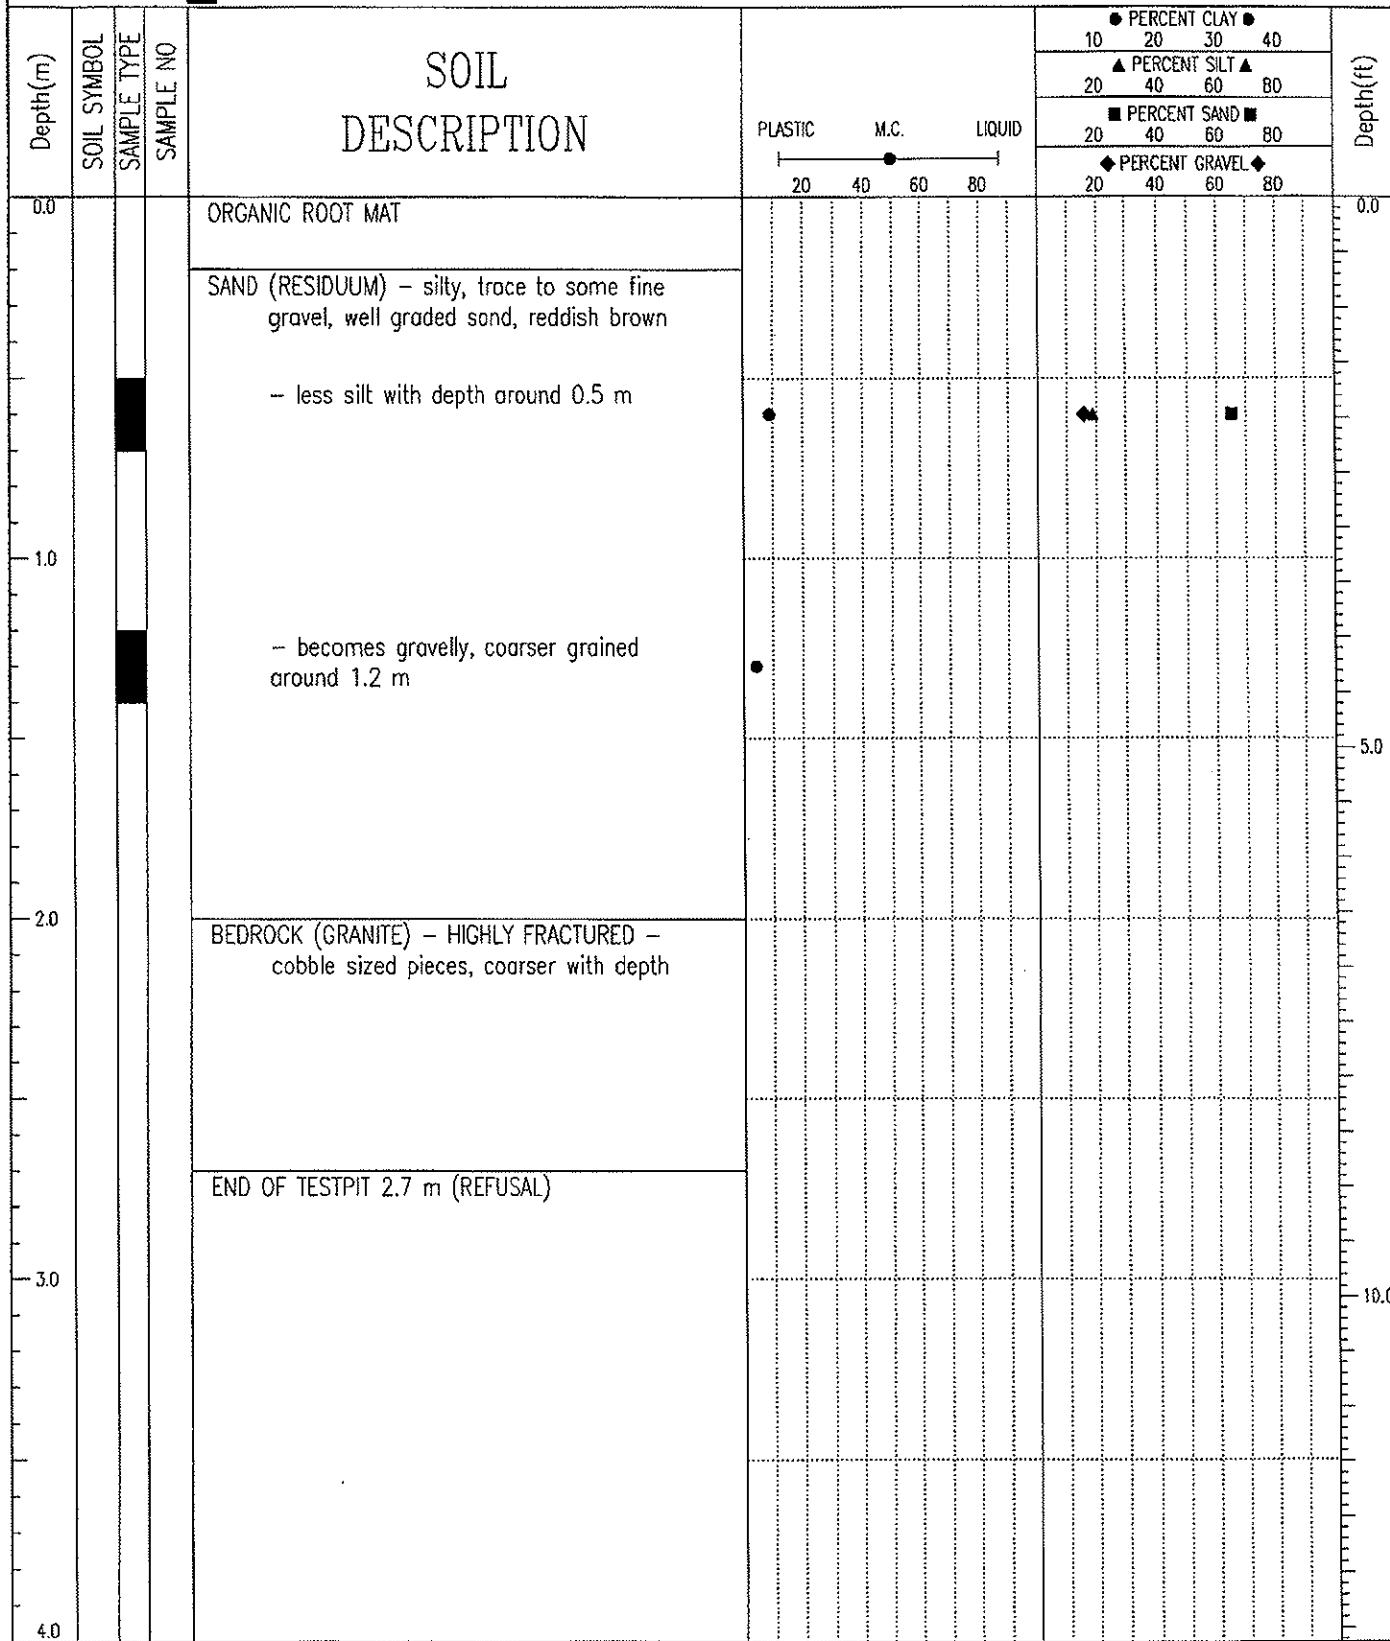 Depth(m)
SOIL SYMBOL
SAMPLE TYPE
SAMPLE NO
SOIL
DESCRIPTION
PLASTIC M.C. LIQUID
20 40 60 80
● PERCENT CLAY ●
10 20 30 40
▲ PERCENT SILT ▲
20 40 60 80
■ PERCENT SAND ■
20 40 60 80
◆ PERCENT GRAVEL ◆
20 40 60 80
Depth(ft)
0.0
ORGANIC ROOT MAT
0.0
SAND (RESIDUUM) – silty, trace to some fine
gravel, well graded sand, reddish brown
– less silt with depth around 0.5 m
1.0
– becomes gravelly, coarser grained
around 1.2 m
5.0
2.0
BEDROCK (GRANITE) – HIGHLY FRACTURED –
cobble sized pieces, coarser with depth
END OF TESTPIT 2.7 m (REFUSAL)
3.0
10.0
4.0